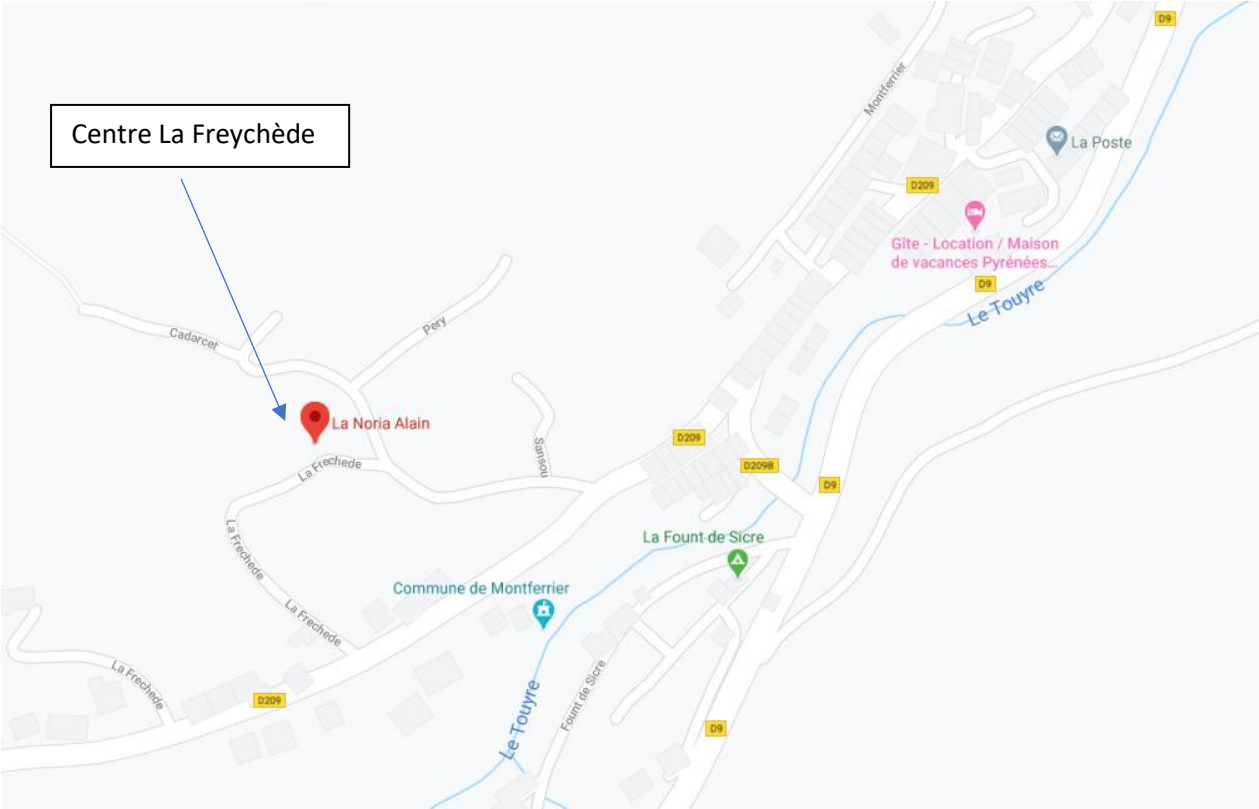 D9
Montferrier
Centre La Freychède
La Poste
D209
Gîte - Location / Maison
de vacances Pyrénées...
D9
Le Touyre
Cadarcet
Pery
La Noria Alain
D209
Sansou
D209B
La Frechede
D9
La Frechede
La Fount de Sicre
Commune de Montferrier
La Frechede
La Frechede
Fount de Sicre
D209
Le Touyre
D9